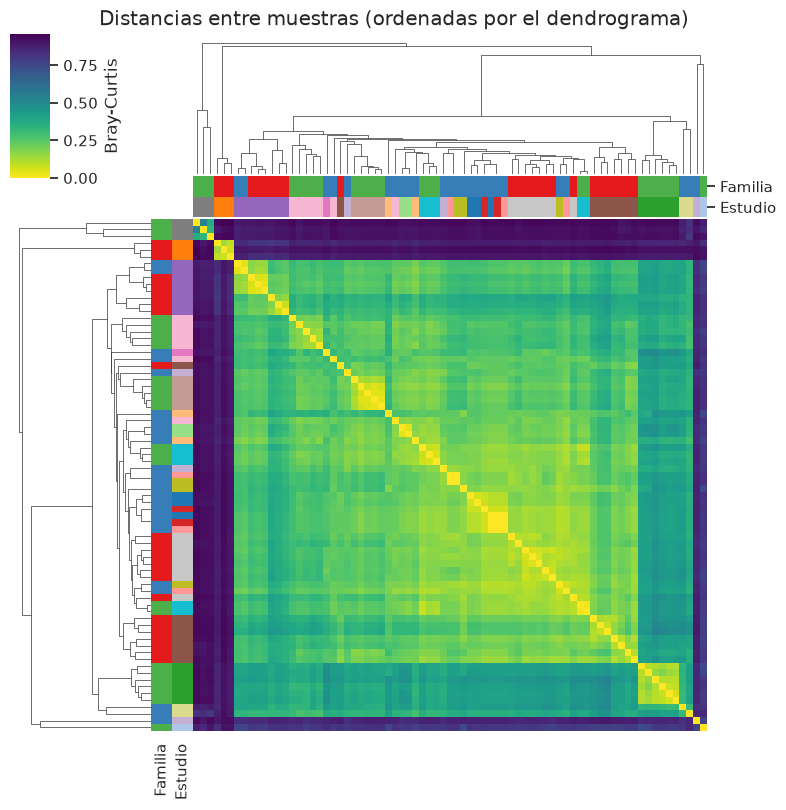 Distancias entre muestras (ordenadas por el dendrograma)
0.75
0.50
0.25
0.00
Bray-Curtis
Familia
Estudio
Familia
Estudio